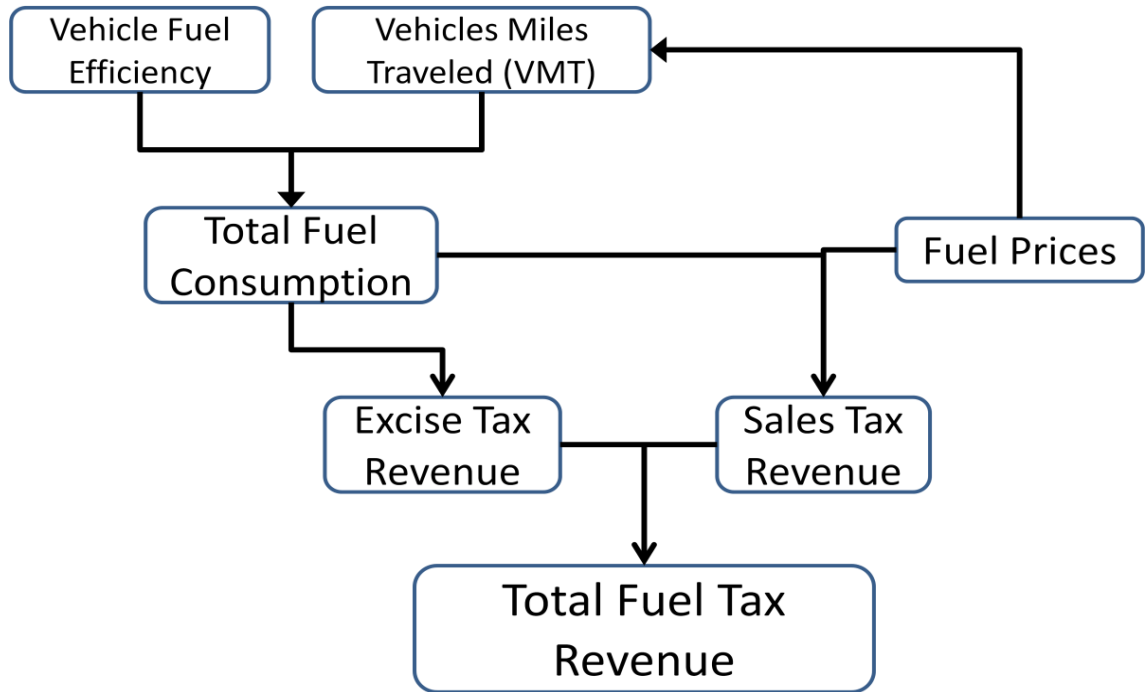 Vehicle Fuel
Efficiency
Vehicles Miles
Traveled (VMT)
Total Fuel
Consumption
Fuel Prices
Excise Tax
Revenue
Sales Tax
Revenue
Total Fuel Tax
Revenue